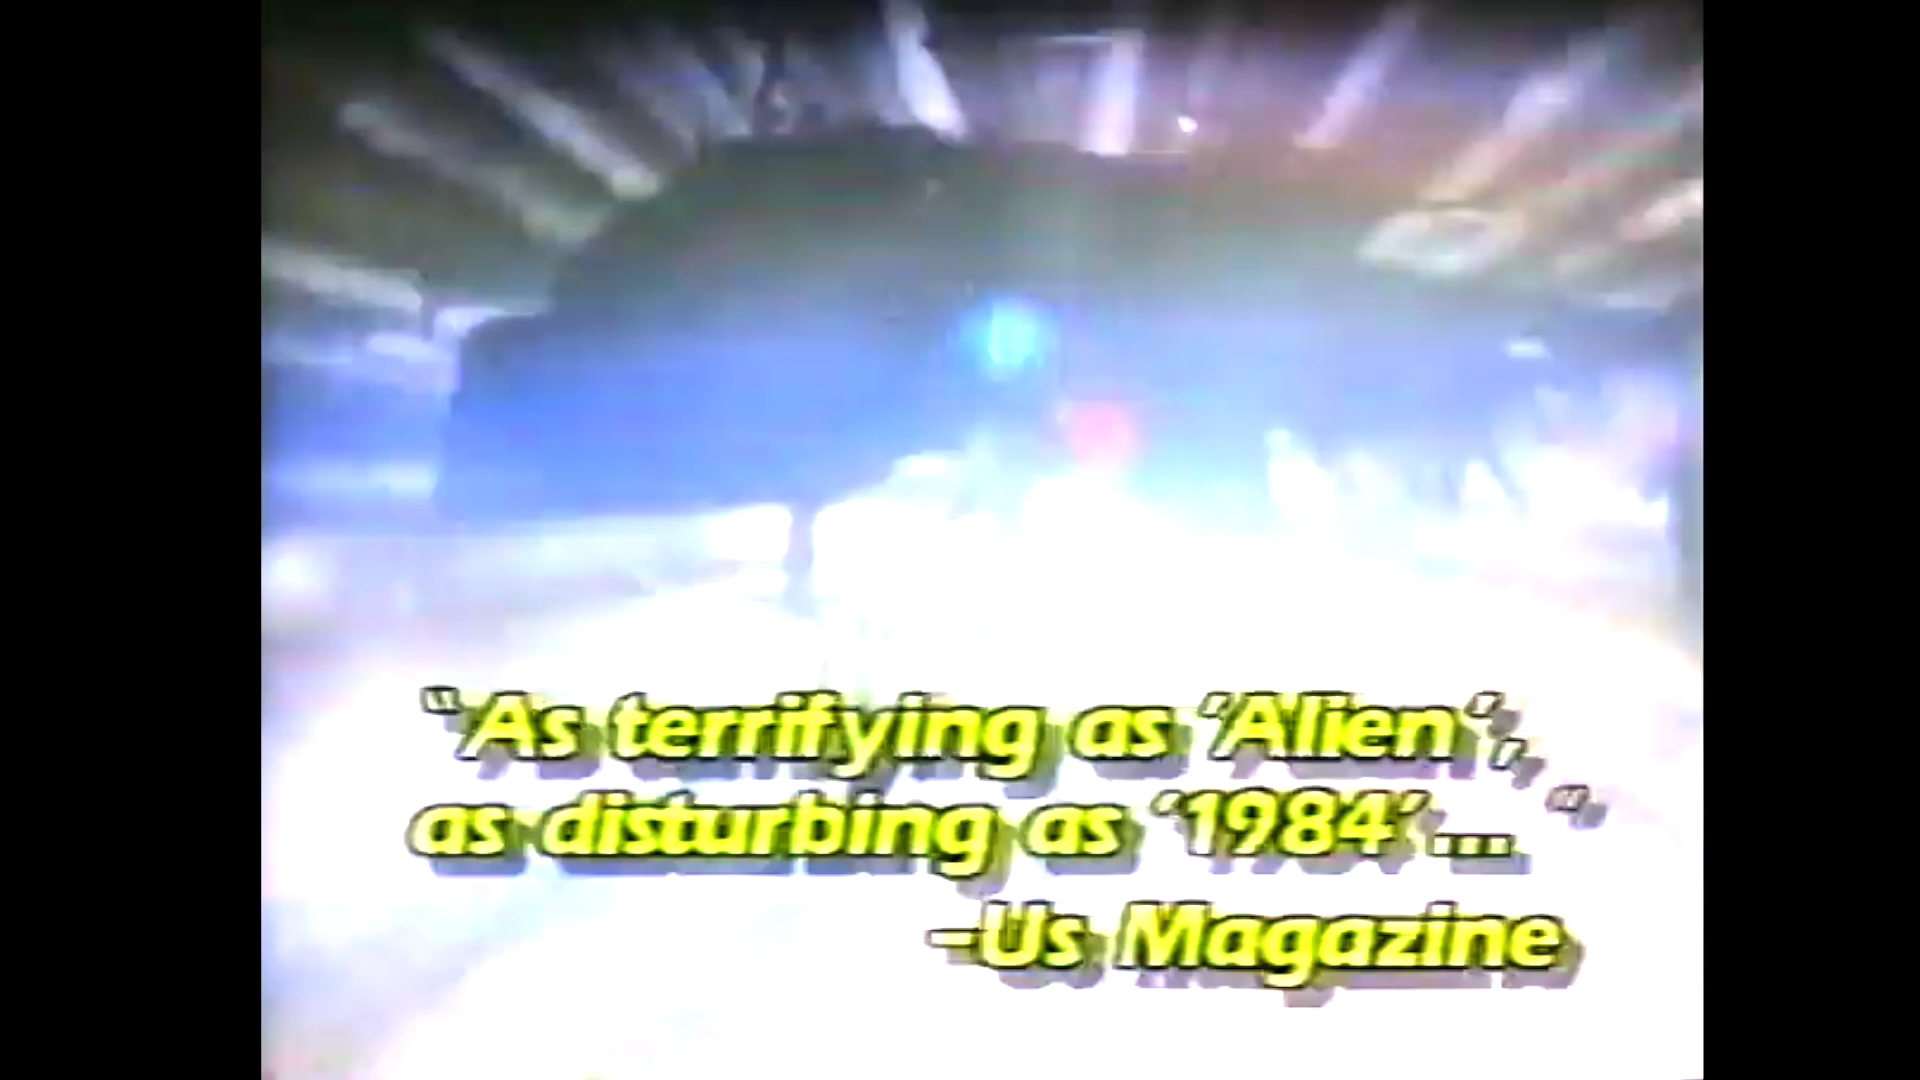 "As terrifying as 'Alien',
as disturbing as '1984'... "
-Us Magazine